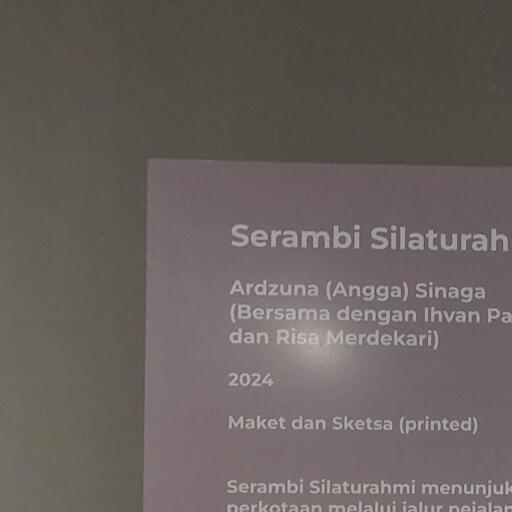 Serambi Silaturah
Ardzuna (Angga) Sinaga
(Bersama dengan Ihvan Pa
dan Risa Merdekari)
2024
Maket dan Sketsa (printed)
Serambi Silaturahmi menunjuk
perkotaan melalui jalur pejalan